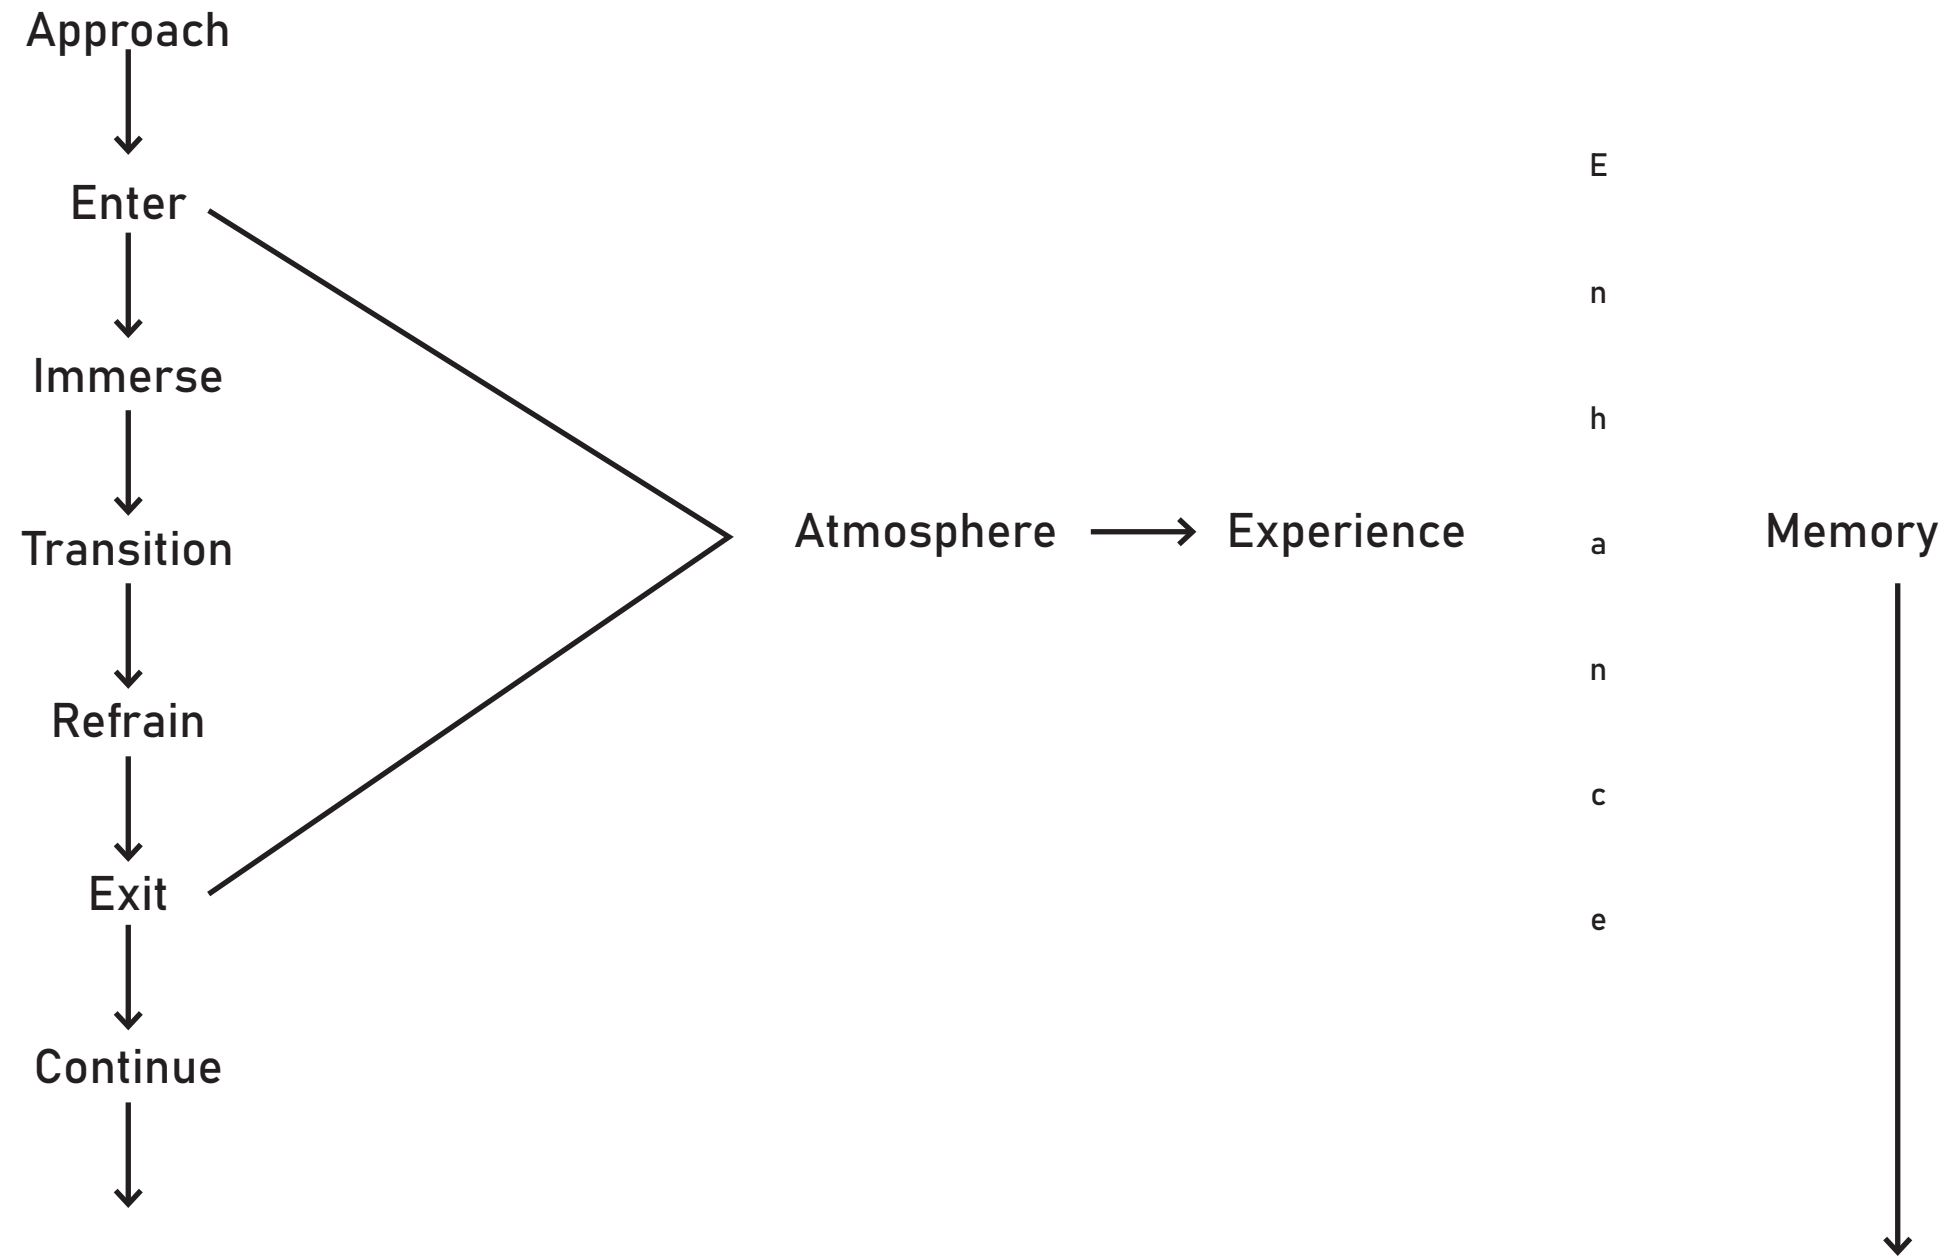 Approach
Enter
Immerse
Transition
Refrain
Exit
Continue
Atmosphere
Experience
E
n
h
a
n
c
e
Memory